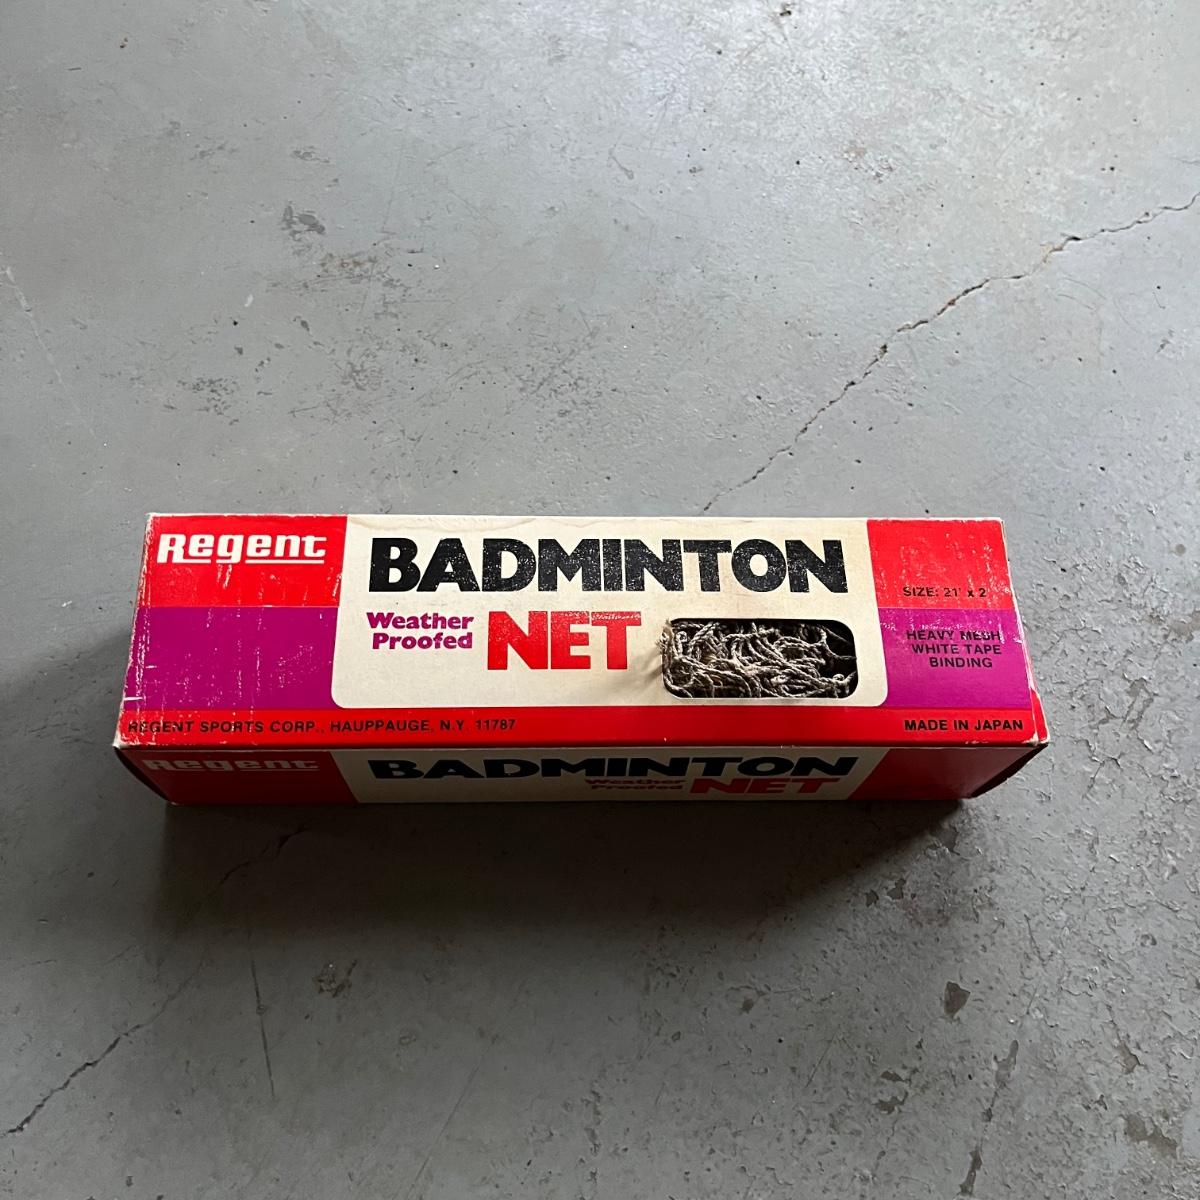 Regent
BADMINTON
Weather
Proofed
NET
SIZE: 21' x 2'
HEAVY MESH
WHITE TAPE
BINDING
REGENT SPORTS CORP., HAUPPAUGE, N.Y. 11787
MADE IN JAPAN
Regent
BADMINTON
Weather
Proofed
NET